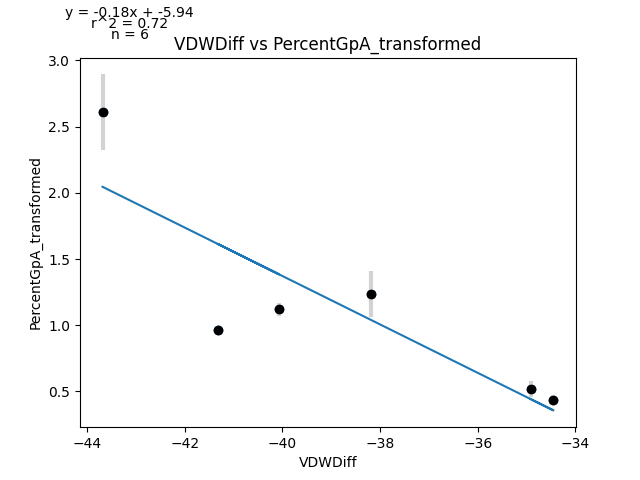 y = -0.18x + -5.94
r^2 = 0.72
n = 6
VDWDiff vs PercentGpA_transformed
3.0
2.5
2.0
1.5
1.0
0.5
PercentGpA_transformed
−44 −42 −40 −38 −36 −34
VDWDiff